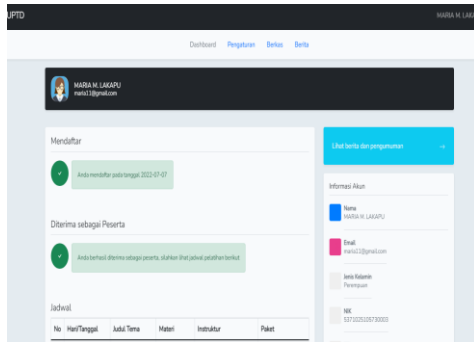 UPTD
MARIA M. LAKA
Dashboard Pengaturan Berkas Berita
MARIA M. LAKAPU
maria11@gmail.com
Mendaftar
Anda mendaftar pada tanggal 2022-07-07
Diterima sebagai Peserta
Anda berhasil diterima sebagai peserta, silahkan lihat jadwal pelatihan berikut
Jadwal
No Hari/Tanggal Judul Tema Materi Instruktur Paket
Lihat berita dan pengumuman →
Informasi Akun
Nama
MARIA M. LAKAPU
Email
maria11@gmail.com
Jenis Kelamin
Perempuan
NIK